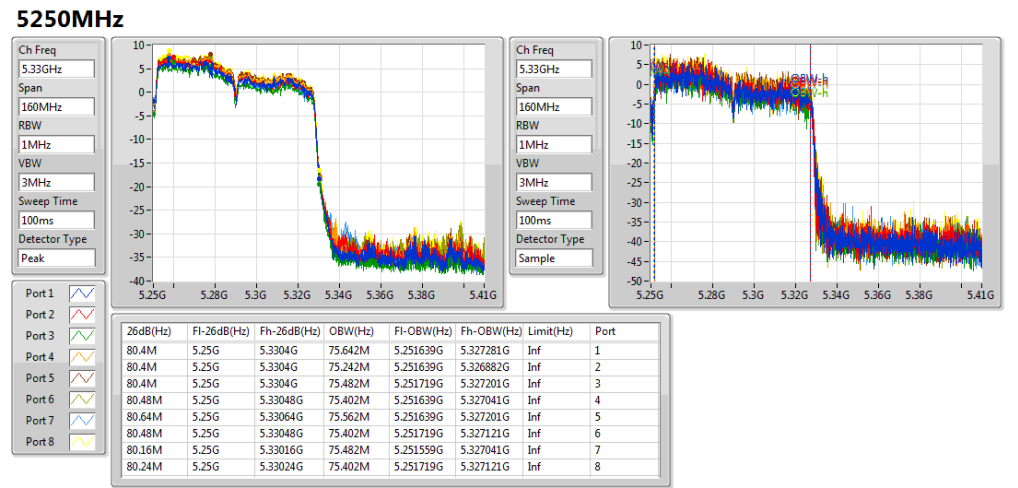 5250MHz
Ch Freq
5.33GHz
Span
160MHz
RBW
1MHz
VBW
3MHz
Sweep Time
100ms
Detector Type
Peak
10
5
0
-5
-10
-15
-20
-25
-30
-35
-40
5.25G 5.28G 5.3G 5.32G 5.34G 5.36G 5.38G 5.41G
Ch Freq
5.33GHz
Span
160MHz
RBW
1MHz
VBW
3MHz
Sweep Time
100ms
Detector Type
Sample
10
5
0
-5
-10
-15
-20
-25
-30
-35
-40
-45
-50
OBW-h
OBW-h
5.25G 5.28G 5.3G 5.32G 5.34G 5.36G 5.38G 5.41G
Port 1
Port 2
Port 3
Port 4
Port 5
Port 6
Port 7
Port 8
26dB(Hz) Fl-26dB(Hz) Fh-26dB(Hz) OBW(Hz) Fl-OBW(Hz) Fh-OBW(Hz) Limit(Hz) Port
80.4M 5.25G 5.3304G 75.642M 5.251639G 5.327281G Inf 1
80.4M 5.25G 5.3304G 75.242M 5.251639G 5.326882G Inf 2
80.4M 5.25G 5.3304G 75.482M 5.251719G 5.327201G Inf 3
80.48M 5.25G 5.33048G 75.402M 5.251639G 5.327041G Inf 4
80.64M 5.25G 5.33064G 75.562M 5.251639G 5.327201G Inf 5
80.48M 5.25G 5.33048G 75.402M 5.251719G 5.327121G Inf 6
80.16M 5.25G 5.33016G 75.482M 5.251559G 5.327041G Inf 7
80.24M 5.25G 5.33024G 75.402M 5.251719G 5.327121G Inf 8